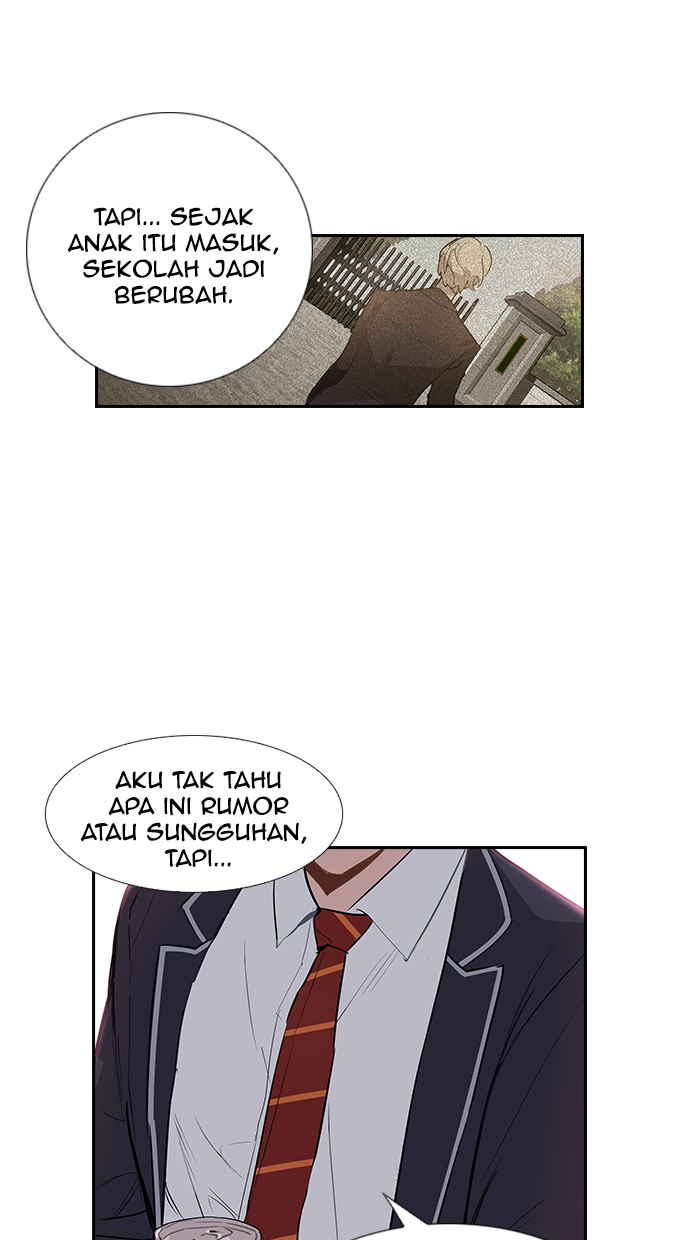 TAPI... SEJAK
ANAK ITU MASUK,
SEKOLAH JADI
BERUBAH.
AKU TAK TAHU
APA INI RUMOR
ATAU SUNGGUHAN,
TAPI...